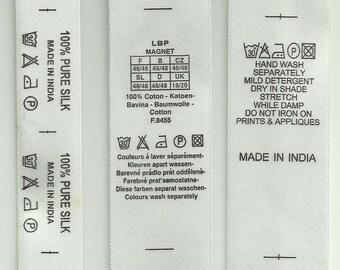 100% PURE SILK
MADE IN INDIA
100% PURE SILK
MADE IN INDIA
LBP
MAGNET
F B CZ
46/48 46/48 46/48
SL D UK
46/48 46/48 18/20
100% Coton - Katoen-
Bavina - Baumwolle -
Cotton
F.8455
Couleurs á laver séparément-
Kleuren apart wassen-
Barevné prádlo prát oddĕlenĕ-
Farebné prat'samostatne-
Diese farben separat waschen-
Colours wash separately
HAND WASH
SEPARATELY
MILD DETERGENT
DRY IN SHADE
STRETCH
WHILE DAMP
DO NOT IRON ON
PRINTS & APPLIQUES
MADE IN INDIA